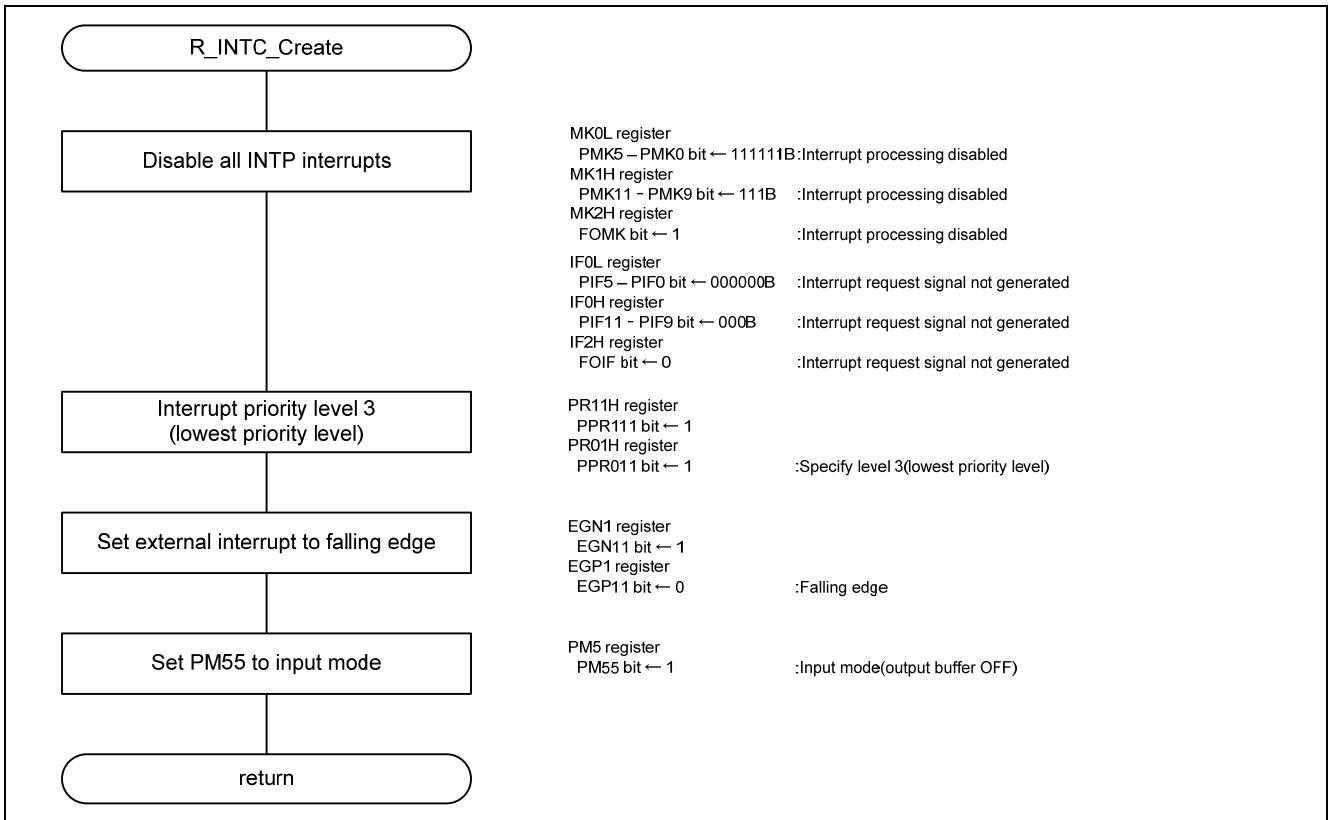 R_INTC_Create
Disable all INTP interrupts
MK0L register
PMK5 – PMK0 bit ← 111111B:Interrupt processing disabled
MK1H register
PMK11 - PMK9 bit ← 111B :Interrupt processing disabled
MK2H register
FOMK bit ← 1 :Interrupt processing disabled
IF0L register
PIF5 – PIF0 bit ← 000000B :Interrupt request signal not generated
IF0H register
PIF11 - PIF9 bit ← 000B :Interrupt request signal not generated
IF2H register
FOIF bit ← 0 :Interrupt request signal not generated
Interrupt priority level 3
(lowest priority level)
PR11H register
PPR111 bit ← 1
PR01H register
PPR011 bit ← 1 :Specify level 3(lowest priority level)
Set external interrupt to falling edge
EGN1 register
EGN11 bit ← 1
EGP1 register
EGP11 bit ← 0 :Falling edge
Set PM55 to input mode
PM5 register
PM55 bit ← 1 :Input mode(output buffer OFF)
return